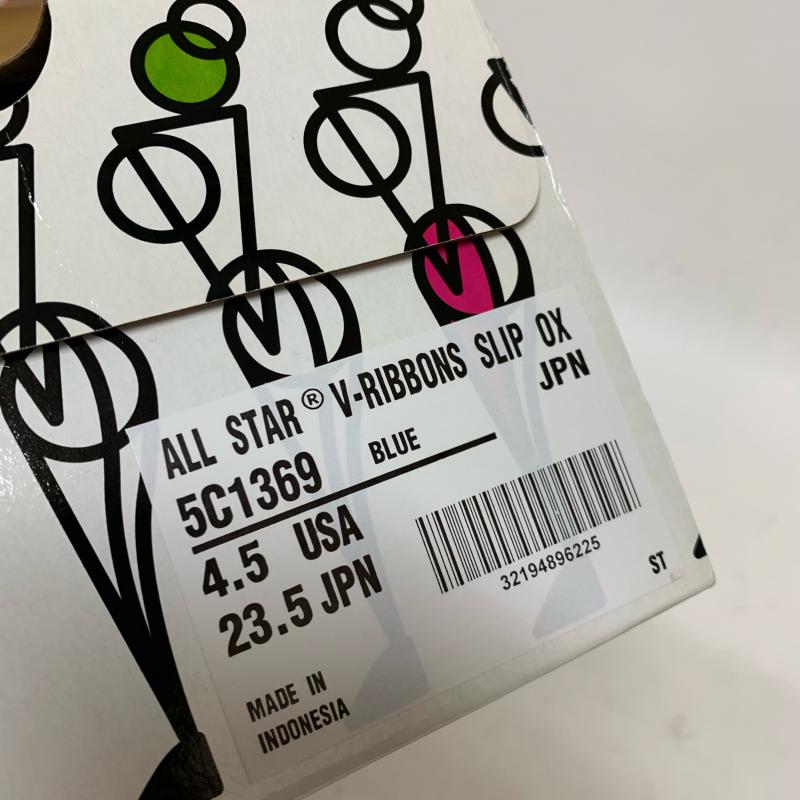 ALL STAR® V-RIBBONS SLIP OX
5C1369 BLUE JPN
4.5 USA
23.5 JPN
32194896225
ST
MADE IN
INDONESIA